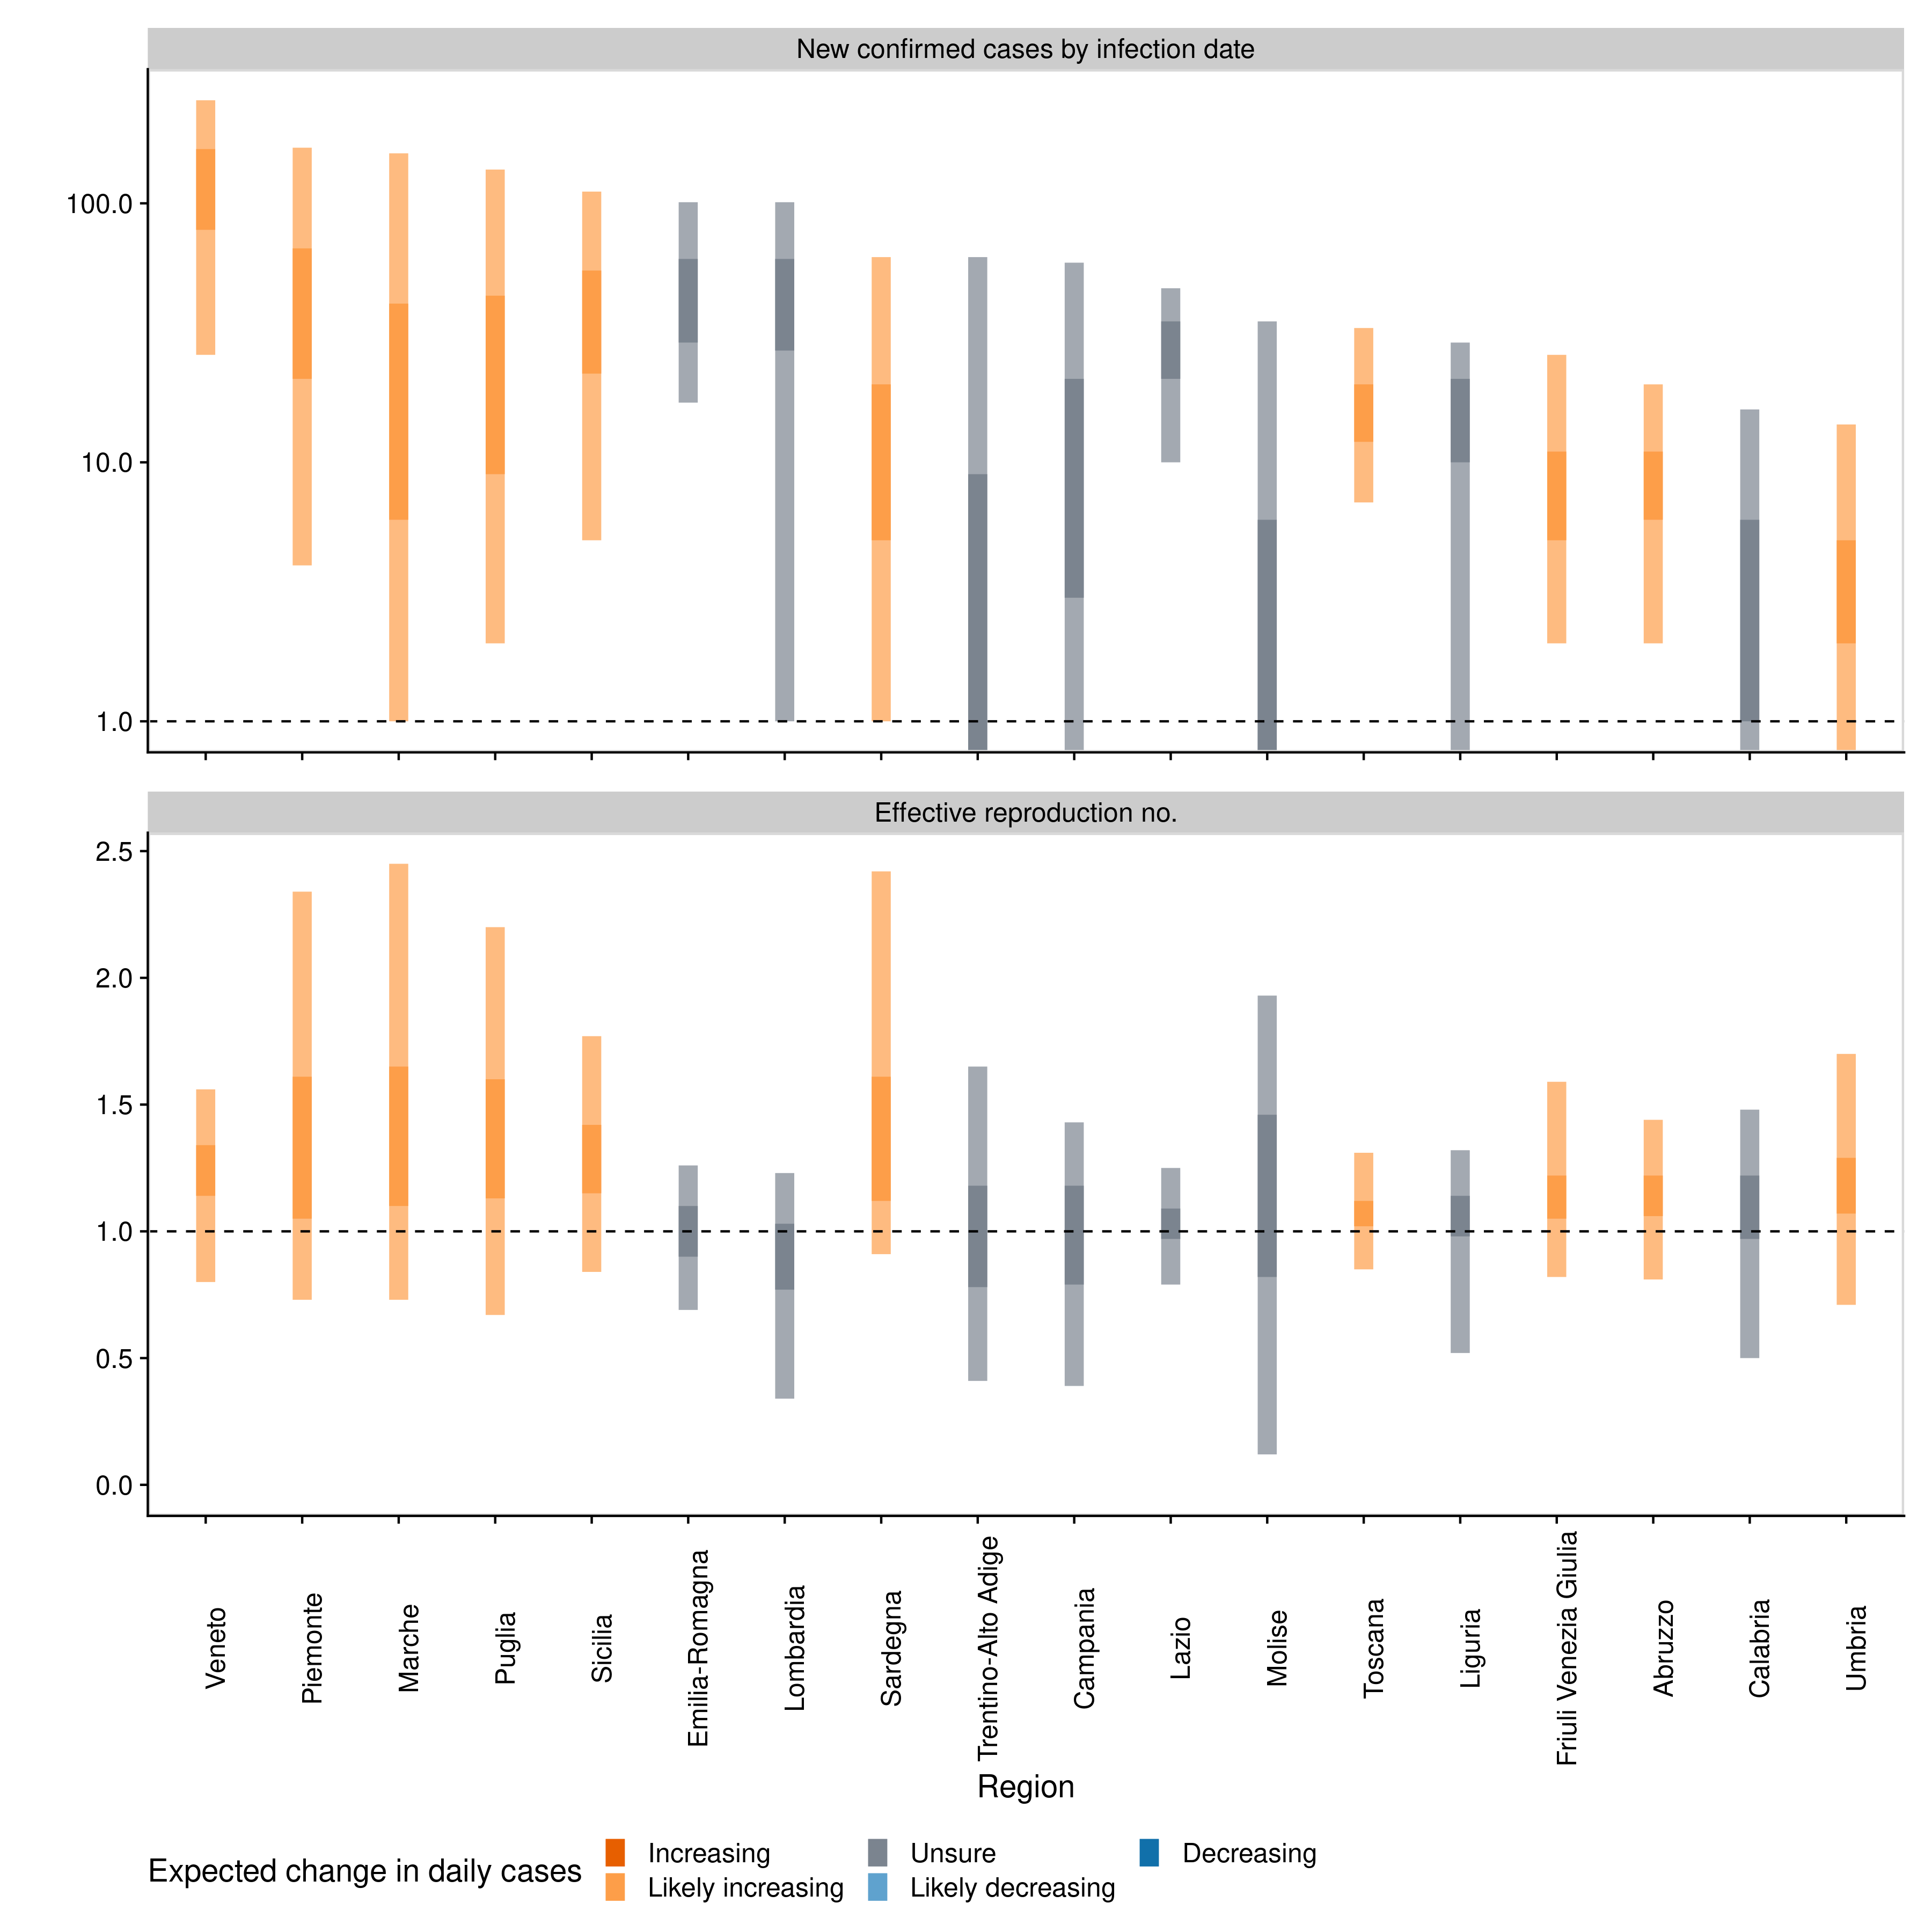 New confirmed cases by infection date
100.0
10.0
1.0
Effective reproduction no.
2.5
2.0
1.5
1.0
0.5
0.0
Veneto
Piemonte
Marche
Puglia
Sicilia
Emilia-Romagna
Lombardia
Sardegna
Trentino-Alto Adige
Campania
Lazio
Molise
Toscana
Liguria
Friuli Venezia Giulia
Abruzzo
Calabria
Umbria
Region
Expected change in daily cases
Increasing
Likely increasing
Unsure
Likely decreasing
Decreasing